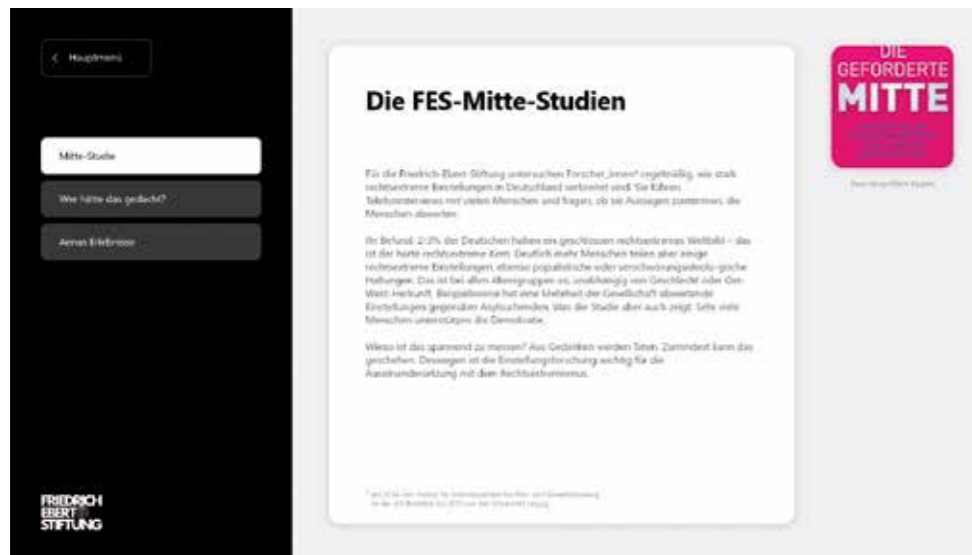 Hauptmenü
Mitte-Studie
Wer hätte das gedacht?
Aennas Erlebnisse
FRIEDRICH
EBERT
STIFTUNG
Die FES-Mitte-Studien
Für die Friedrich-Ebert-Stiftung untersuchen Forscher_innen* regelmäßig, wie stark
rechtsextreme Einstellungen in Deutschland verbreitet sind. Sie führen
Telefoninterviews mit vielen Menschen und fragen, ob sie Aussagen zustimmen, die
Menschen abwerten.
Ihr Befund: 2-3% der Deutschen haben ein geschlossen rechtsextremes Weltbild – das
ist der harte rechtsextreme Kern. Deutlich mehr Menschen teilen aber einige
rechtsextreme Einstellungen, ebenso populistische oder verschwörungsideolo-gische
Haltungen. Das ist bei allen Altersgruppen so, unabhängig von Geschlecht oder Ost-
West-Herkunft. Beispielsweise hat eine Mehrheit der Gesellschaft abwertende
Einstellungen gegenüber Asylsuchenden. Was die Studie aber auch zeigt: Sehr viele
Menschen unterstützen die Demokratie.
Wieso ist das spannend zu messen? Aus Gedanken werden Taten. Zumindest kann das
geschehen. Deswegen ist die Einstellungsforschung wichtig für die
Auseinandersetzung mit dem Rechtsextremismus.
DIE
GEFORDERTE
MITTE